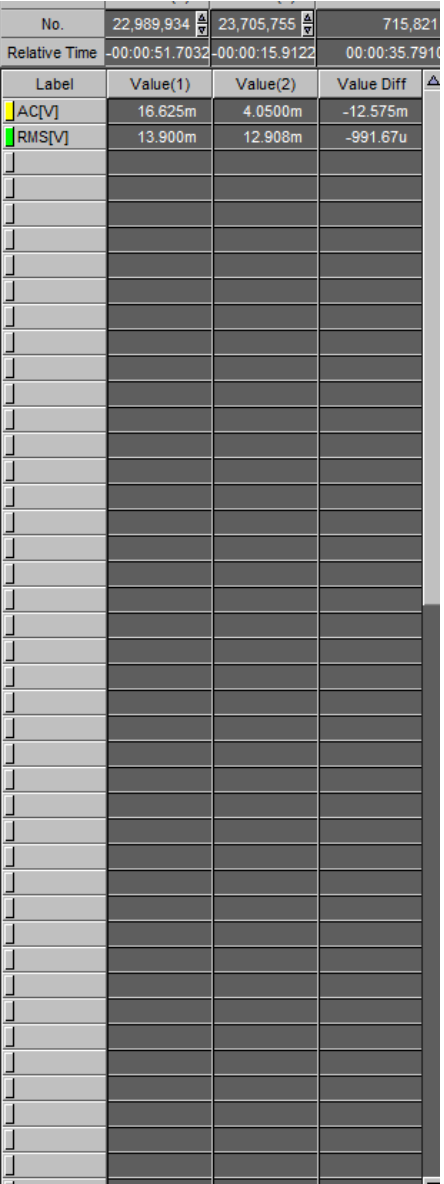 No. 22,989,934 23,705,755 715,821
Relative Time -00:00:51.7032 -00:00:15.9122 00:00:35.7910
Label Value(1) Value(2) Value Diff
AC[V] 16.625m 4.0500m -12.575m
RMS[V] 13.900m 12.908m -991.67u